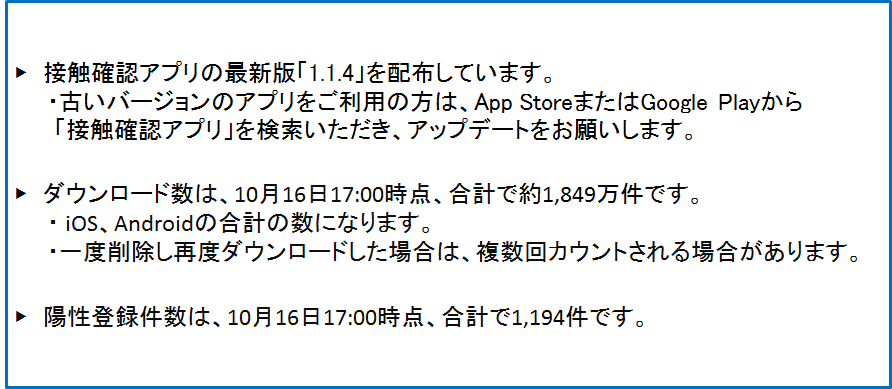 ▶ 接触確認アプリの最新版「1.1.4」を配布しています。
・古いバージョンのアプリをご利用の方は、App StoreまたはGoogle Playから
「接触確認アプリ」を検索いただき、アップデートをお願いします。
▶ ダウンロード数は、10月16日17:00時点、合計で約1,849万件です。
・ iOS、Androidの合計の数になります。
・一度削除し再度ダウンロードした場合は、複数回カウントされる場合があります。
▶ 陽性登録件数は、10月16日17:00時点、合計で1,194件です。